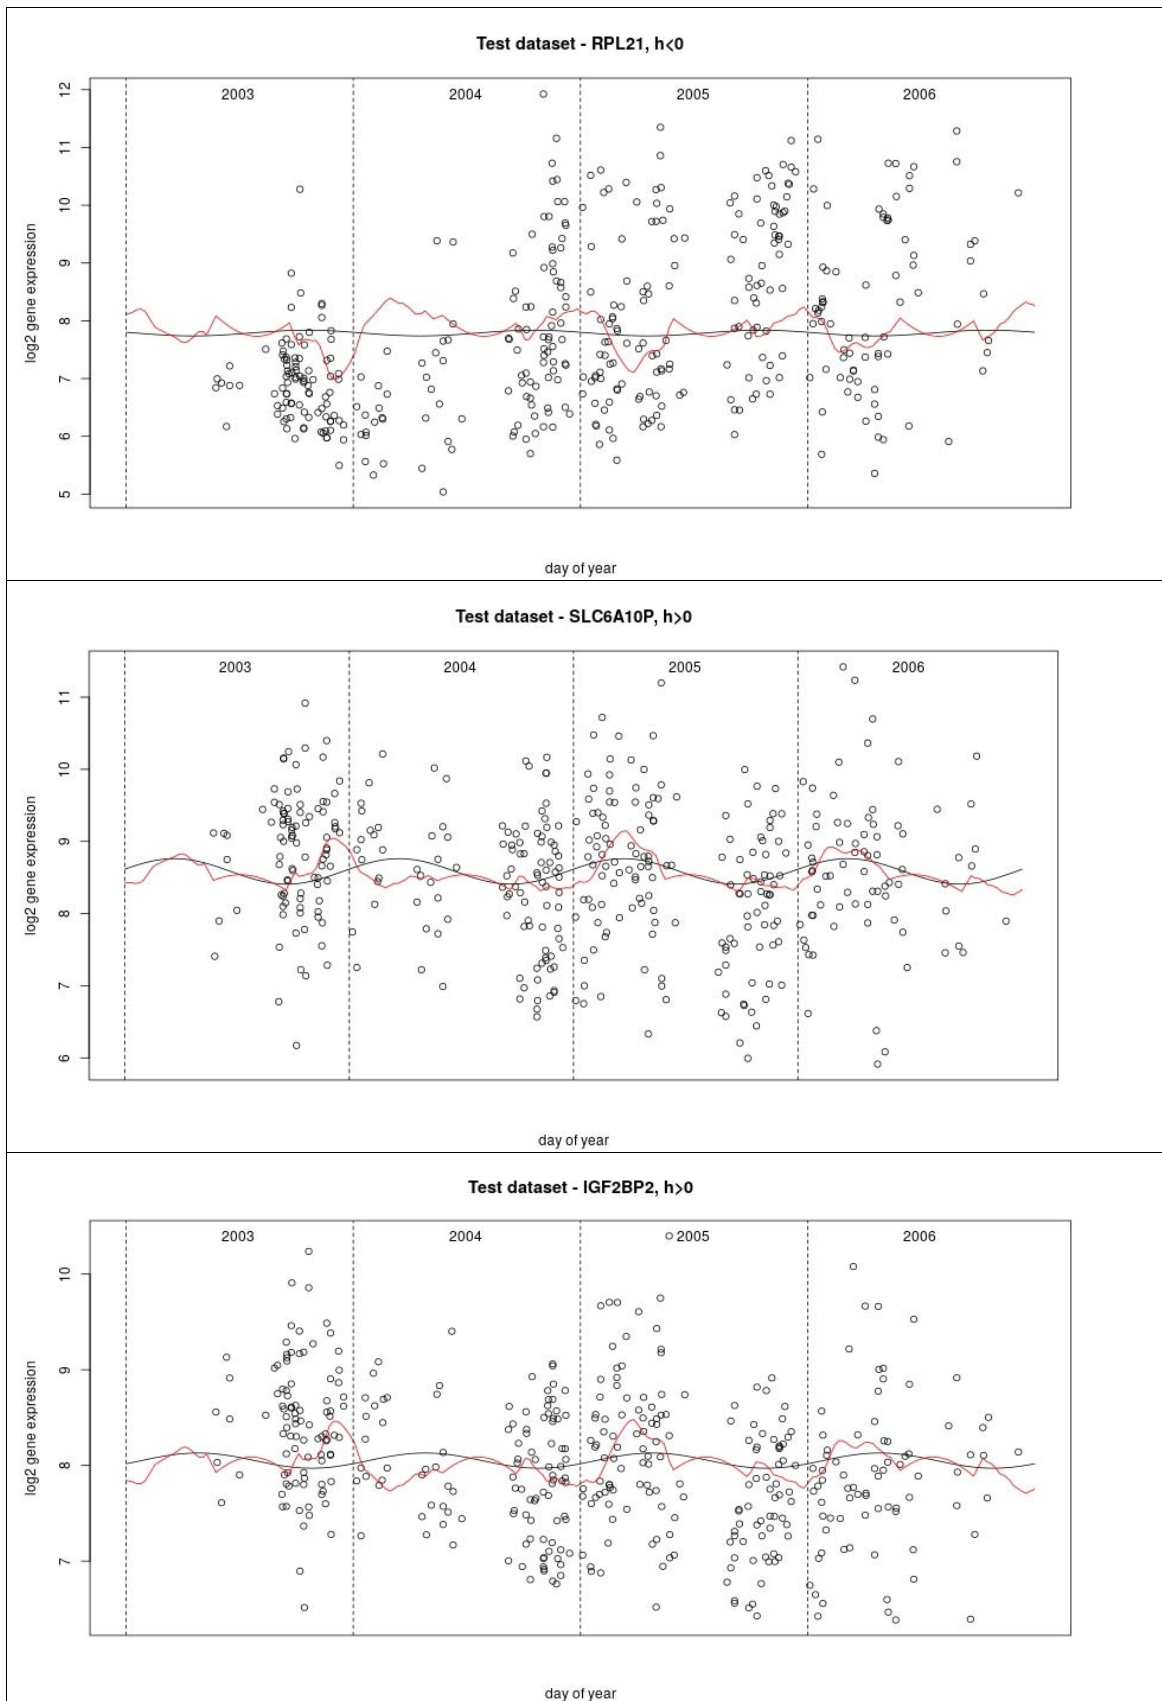 Test dataset - RPL21, h<0
2003 2004 2005 2006
12
11
10
9
8
7
6
5
log2 gene expression
day of year
Test dataset - SLC6A10P, h>0
2003 2004 2005 2006
11
10
9
8
7
6
log2 gene expression
day of year
Test dataset - IGF2BP2, h>0
2003 2004 2005 2006
10
9
8
7
log2 gene expression
day of year